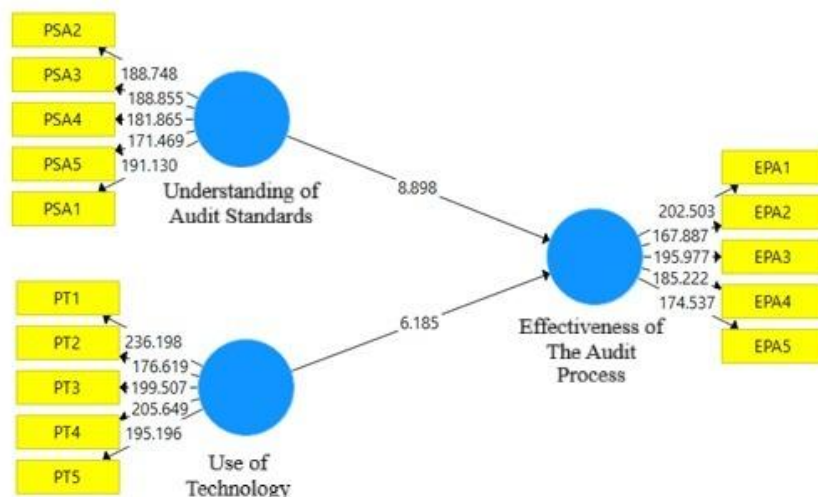 PSA2
PSA3
PSA4
PSA5
PSA1
188.748
188.855
181.865
171.469
191.130
Understanding of
Audit Standards
8.898
PT1
PT2
PT3
PT4
PT5
236.198
176.619
199.507
205.649
195.196
Use of
Technology
6.185
Effectiveness of
The Audit
Process
202.503
167.887
195.977
185.222
174.537
EPA1
EPA2
EPA3
EPA4
EPA5